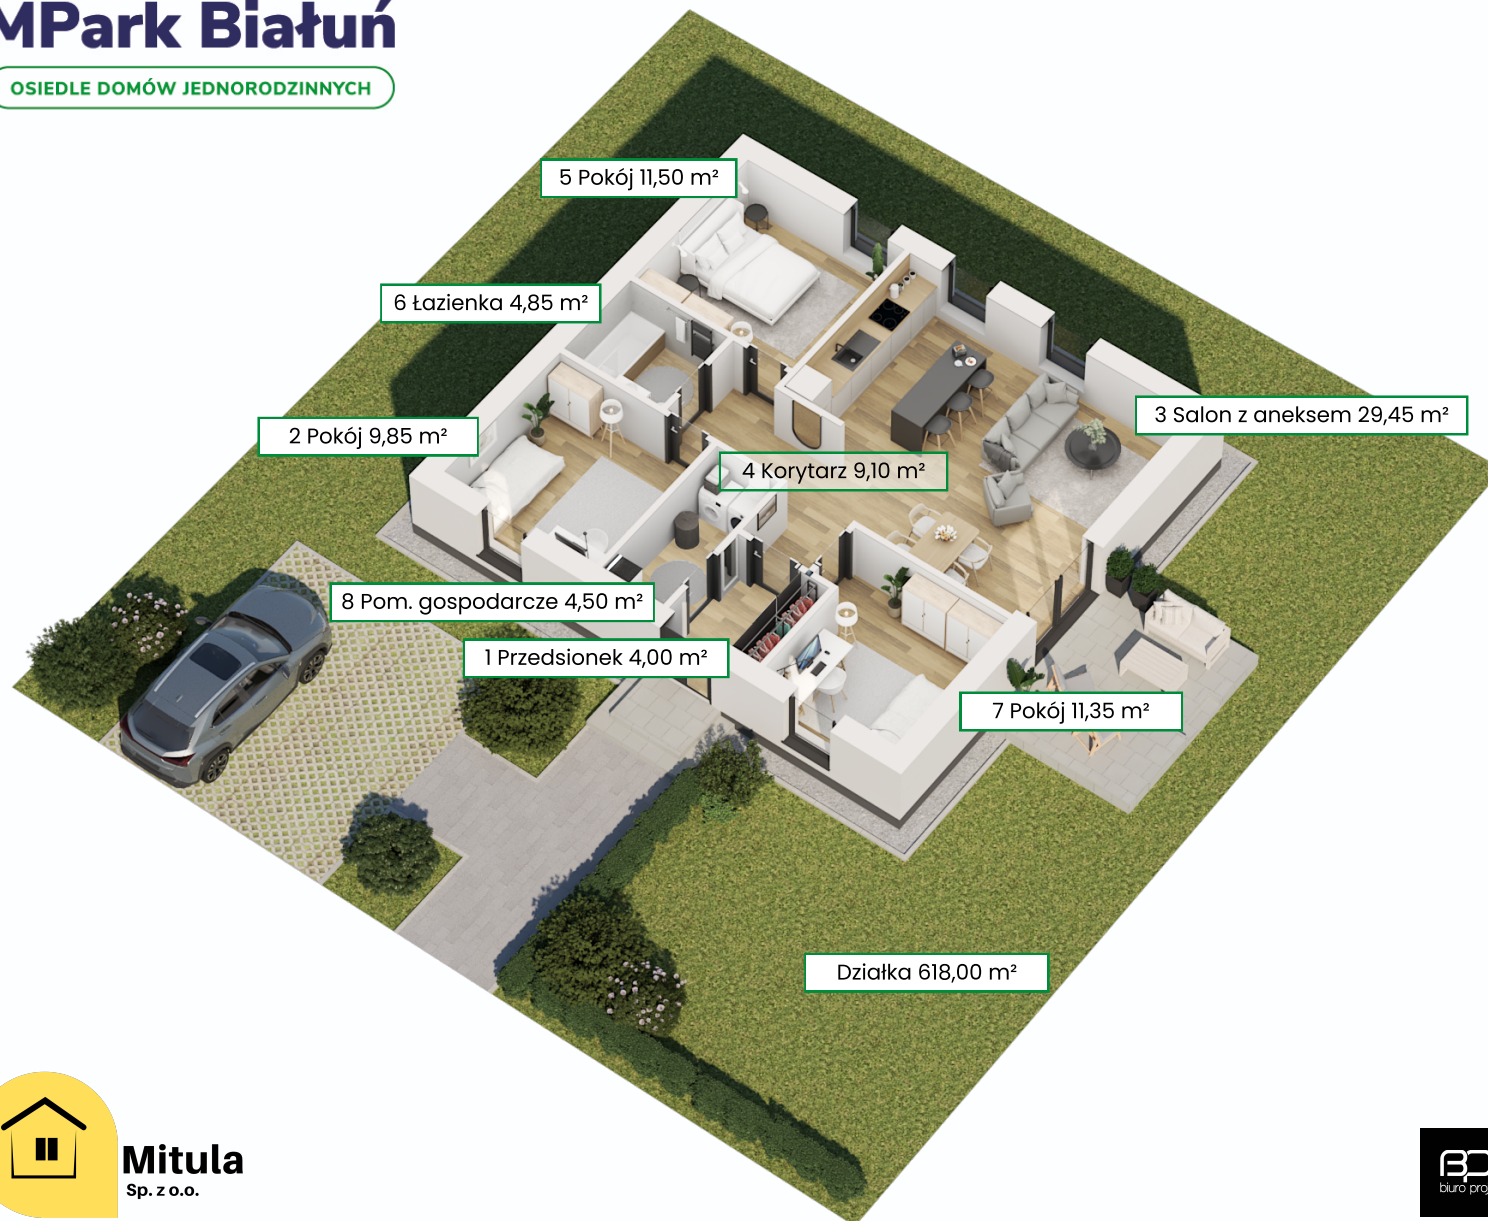 MPark Białuń
OSIEDLE DOMÓW JEDNORODZINNYCH
5 Pokój 11,50 m²
6 Łazienka 4,85 m²
3 Salon z aneksem 29,45 m²
2 Pokój 9,85 m²
4 Korytarz 9,10 m²
8 Pom. gospodarcze 4,50 m²
1 Przedsionek 4,00 m²
7 Pokój 11,35 m²
Działka 618,00 m²
Mitula
Sp. z o.o.
biuro